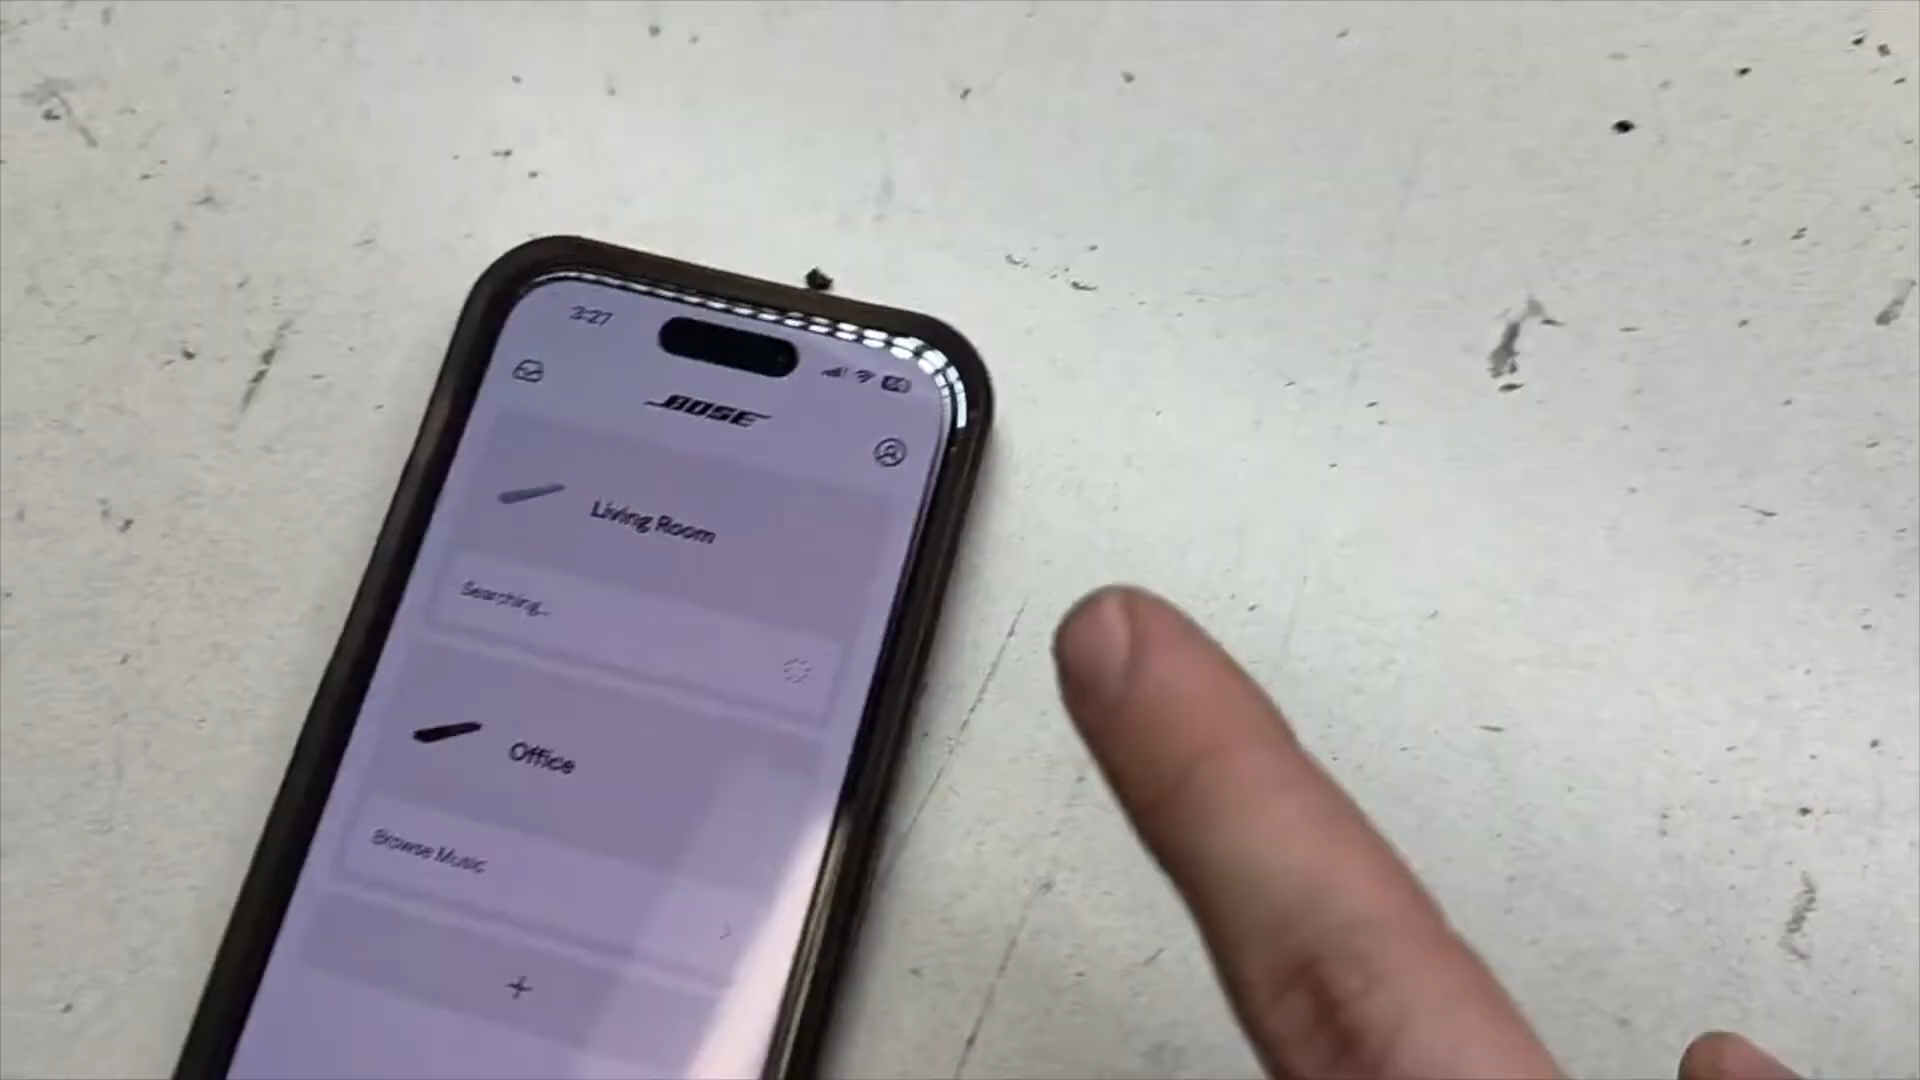 3:27
BOSE
Living Room
Searching...
Office
Browse Music
+